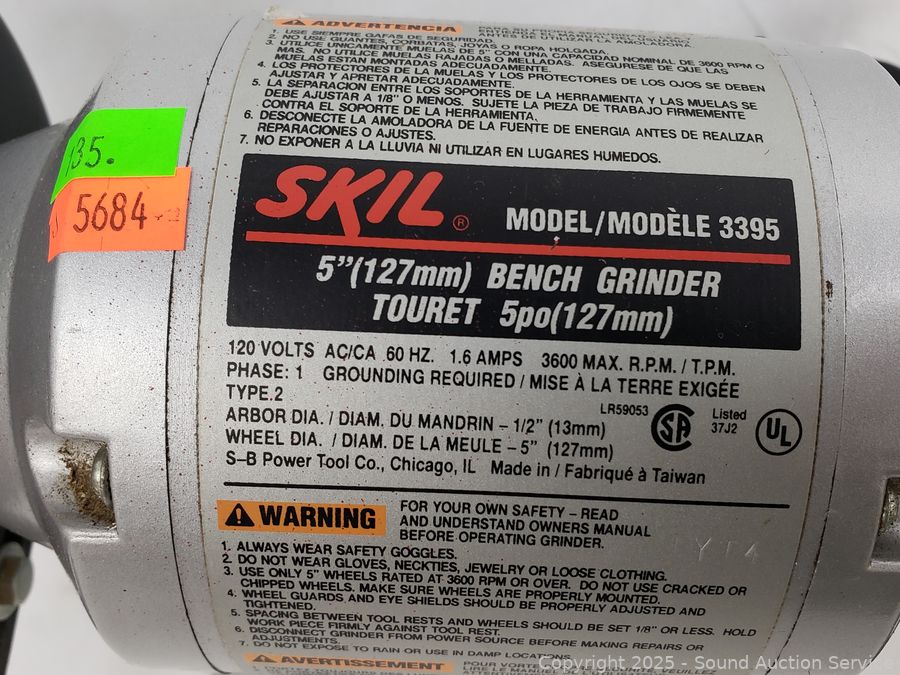 ⚠ ADVERTENCIA
1. USE SIEMPRE GAFAS DE SEGURIDAD.
2. NO USE GUANTES, CORBATAS, JOYAS O ROPA HOLGADA.
3. UTILICE UNICAMENTE MUELAS DE 5" CON UNA CAPACIDAD NOMINAL DE 3600 RPM O
MAS. NO UTILICE MUELAS RAJADAS O MELLADAS. ASEGURESE DE QUE LAS
MUELAS ESTAN MONTADAS ADECUADAMENTE.
4. LOS PROTECTORES DE LA MUELAS Y LOS PROTECTORES DE LOS OJOS SE DEBEN
AJUSTAR Y APRETAR ADECUADAMENTE.
5. LA SEPARACION ENTRE LOS SOPORTES DE LA HERRAMIENTA Y LAS MUELAS SE
DEBE AJUSTAR A 1/8" O MENOS. SUJETE LA PIEZA DE TRABAJO FIRMEMENTE
CONTRA EL SOPORTE DE LA HERRAMIENTA.
6. DESCONECTE LA AMOLADORA DE LA FUENTE DE ENERGIA ANTES DE REALIZAR
REPARACIONES O AJUSTES.
7. NO EXPONER A LA LLUVIA NI UTILIZAR EN LUGARES HUMEDOS.
135.
5684
SKIL®
MODEL/MODÈLE 3395
5"(127mm) BENCH GRINDER
TOURET 5po(127mm)
120 VOLTS AC/CA 60 HZ. 1.6 AMPS 3600 MAX. R.P.M. / T.P.M.
PHASE: 1 GROUNDING REQUIRED / MISE À LA TERRE EXIGÉE
TYPE.2
ARBOR DIA. / DIAM. DU MANDRIN – 1/2" (13mm)
WHEEL DIA. / DIAM. DE LA MEULE – 5" (127mm)
S–B Power Tool Co., Chicago, IL Made in / Fabriqué à Taiwan
LR59053
SA
Listed
37J2
UL
⚠ WARNING
FOR YOUR OWN SAFETY – READ
AND UNDERSTAND OWNERS MANUAL
BEFORE OPERATING GRINDER.
1. ALWAYS WEAR SAFETY GOGGLES.
2. DO NOT WEAR GLOVES, NECKTIES, JEWELRY OR LOOSE CLOTHING.
3. USE ONLY 5" WHEELS RATED AT 3600 RPM OR OVER. DO NOT USE CRACKED OR
CHIPPED WHEELS. MAKE SURE WHEELS ARE PROPERLY MOUNTED.
4. WHEEL GUARDS AND EYE SHIELDS SHOULD BE PROPERLY ADJUSTED AND
TIGHTENED.
5. SPACING BETWEEN TOOL RESTS AND WHEELS SHOULD BE SET 1/8" OR LESS. HOLD
WORK PIECE FIRMLY AGAINST TOOL REST.
6. DISCONNECT GRINDER FROM POWER SOURCE BEFORE MAKING REPAIRS OR
ADJUSTMENTS.
7. DO NOT EXPOSE TO RAIN OR USE IN DAMP LOCATIONS.
⚠ AVERTISSEMENT
Copyright 2025 - Sound Auction Service